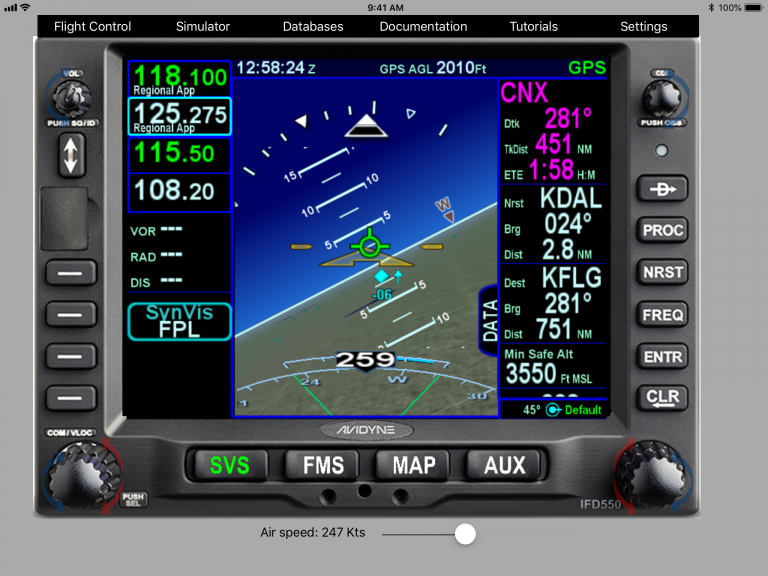 9:41 AM
100%
Flight Control Simulator Databases Documentation Tutorials Settings
VOL
PUSH SQ/ID
118.100
Regional App
125.275
Regional App
115.50
108.20
VOR ---
RAD ---
DIS ---
SynVis
FPL
12:58:24 Z GPS AGL 2010Ft GPS
15
10
10
5
5
W
5
-06
5
5
10
DATA
259
24 W 30
1
CNX
Dtk 281°
TkDist 451 NM
ETE 1:58 H:M
Nrst KDAL
Brg 024°
Dist 2.8 NM
Dest KFLG
Brg 281°
Dist 751 NM
Min Safe Alt
3550 Ft MSL
45° Default
CDI
PUSH OBS
D
PROC
NRST
FREQ
ENTR
CLR
AVIDYNE
COM/VLOC
PUSH SEL
SVS FMS MAP AUX
IFD550
Air speed: 247 Kts